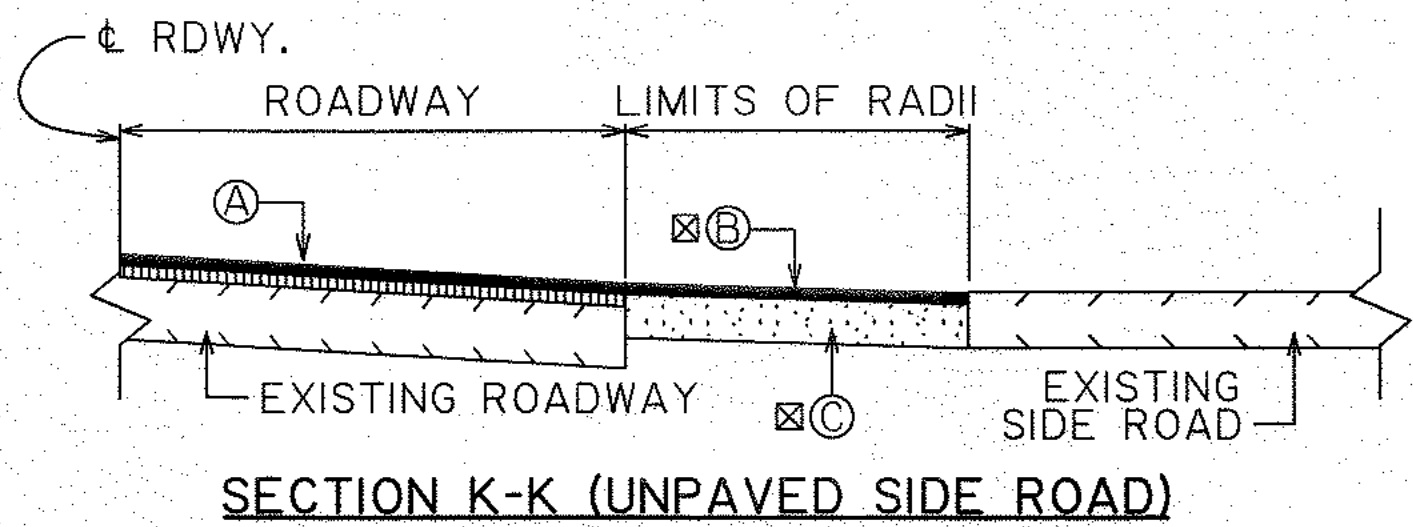 ℄ RDWY.
ROADWAY
LIMITS OF RADII
A
☒ B
EXISTING ROADWAY
☒ C
EXISTING
SIDE ROAD
SECTION K-K (UNPAVED SIDE ROAD)